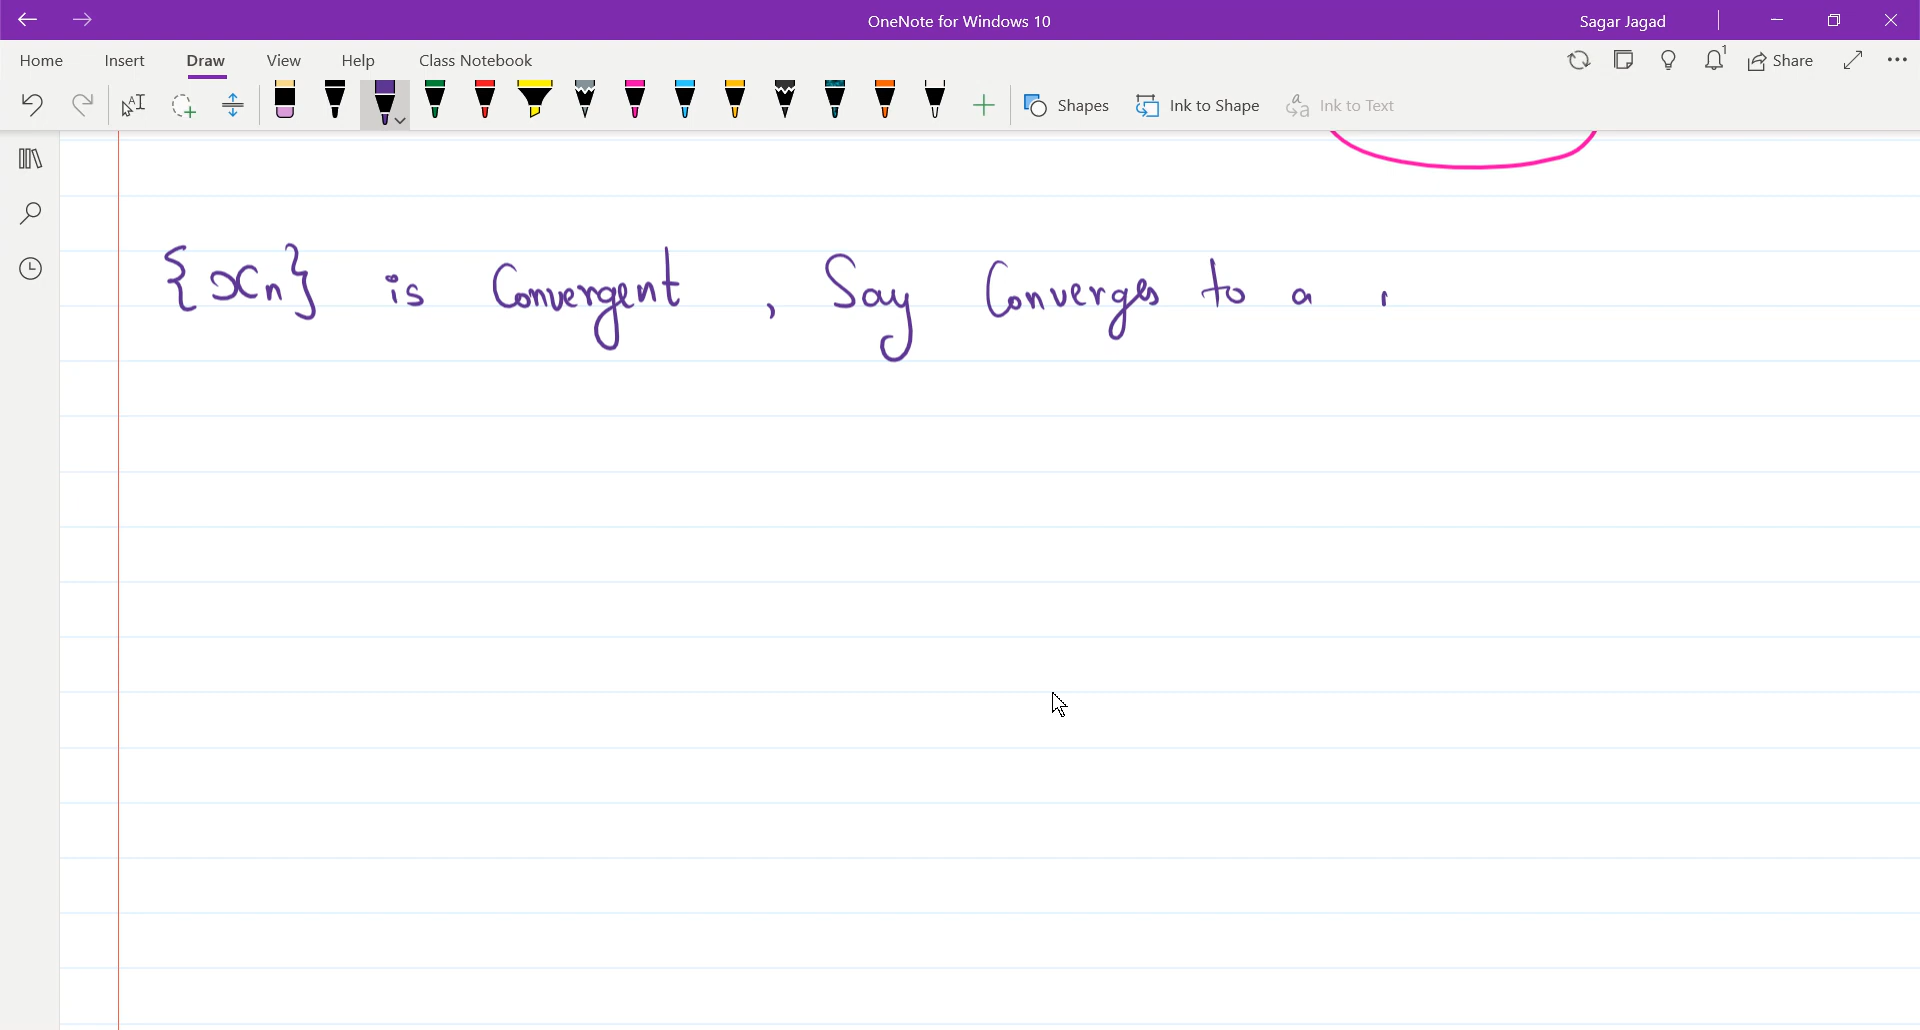 OneNote for Windows 10
Sagar Jagad
Home Insert Draw View Help Class Notebook
1
Share
Shapes Ink to Shape Ink to Text
{xn} is Convergent , Say Converges to a ,